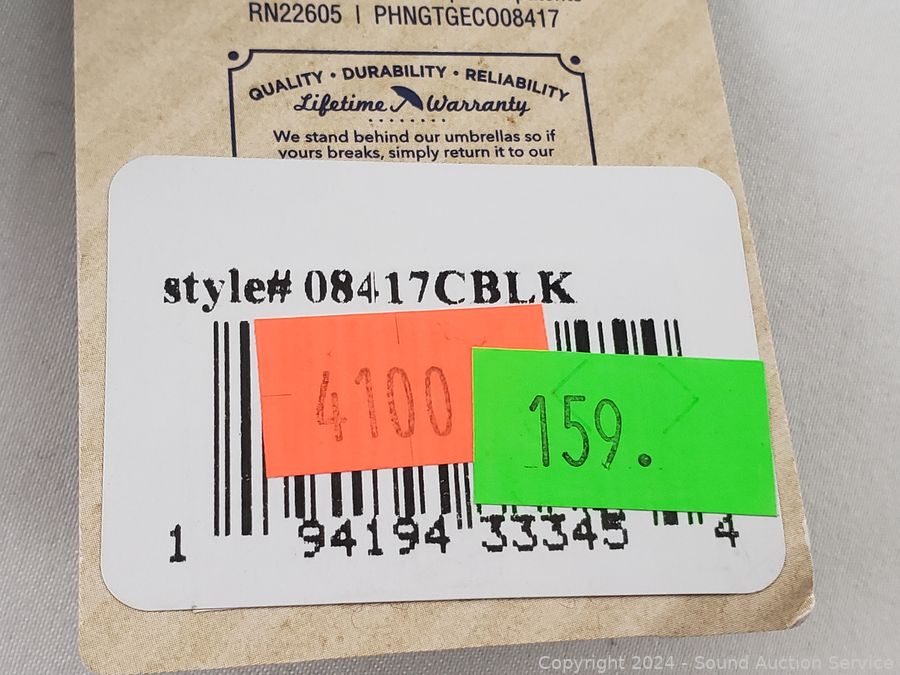 RN22605 | PHNGTGECO08417
QUALITY • DURABILITY • RELIABILITY
Lifetime Warranty
We stand behind our umbrellas so if
yours breaks, simply return it to our
style# 08417CBLK
4100
159.
1 94194 33345 4
Copyright 2024 - Sound Auction Service